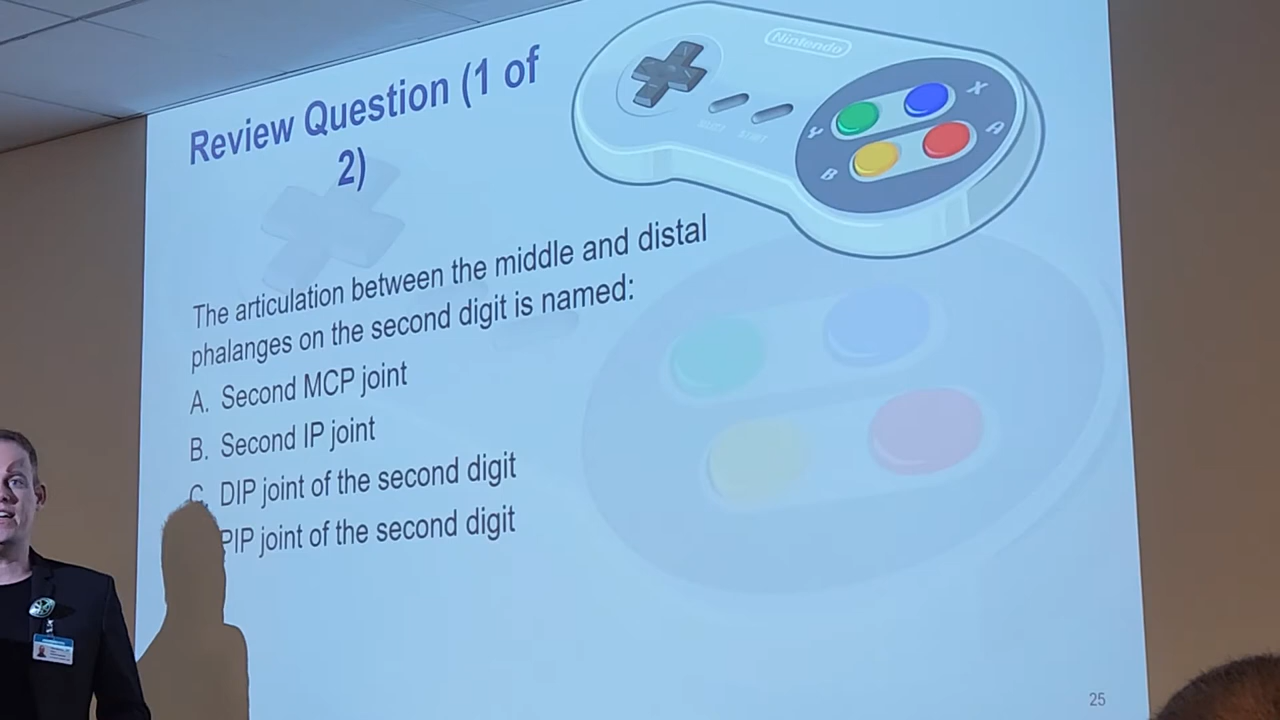 Review Question (1 of
2)
Nintendo
SELECT START
Y X
B A
The articulation between the middle and distal
phalanges on the second digit is named:
A. Second MCP joint
B. Second IP joint
C. DIP joint of the second digit
PIP joint of the second digit
25